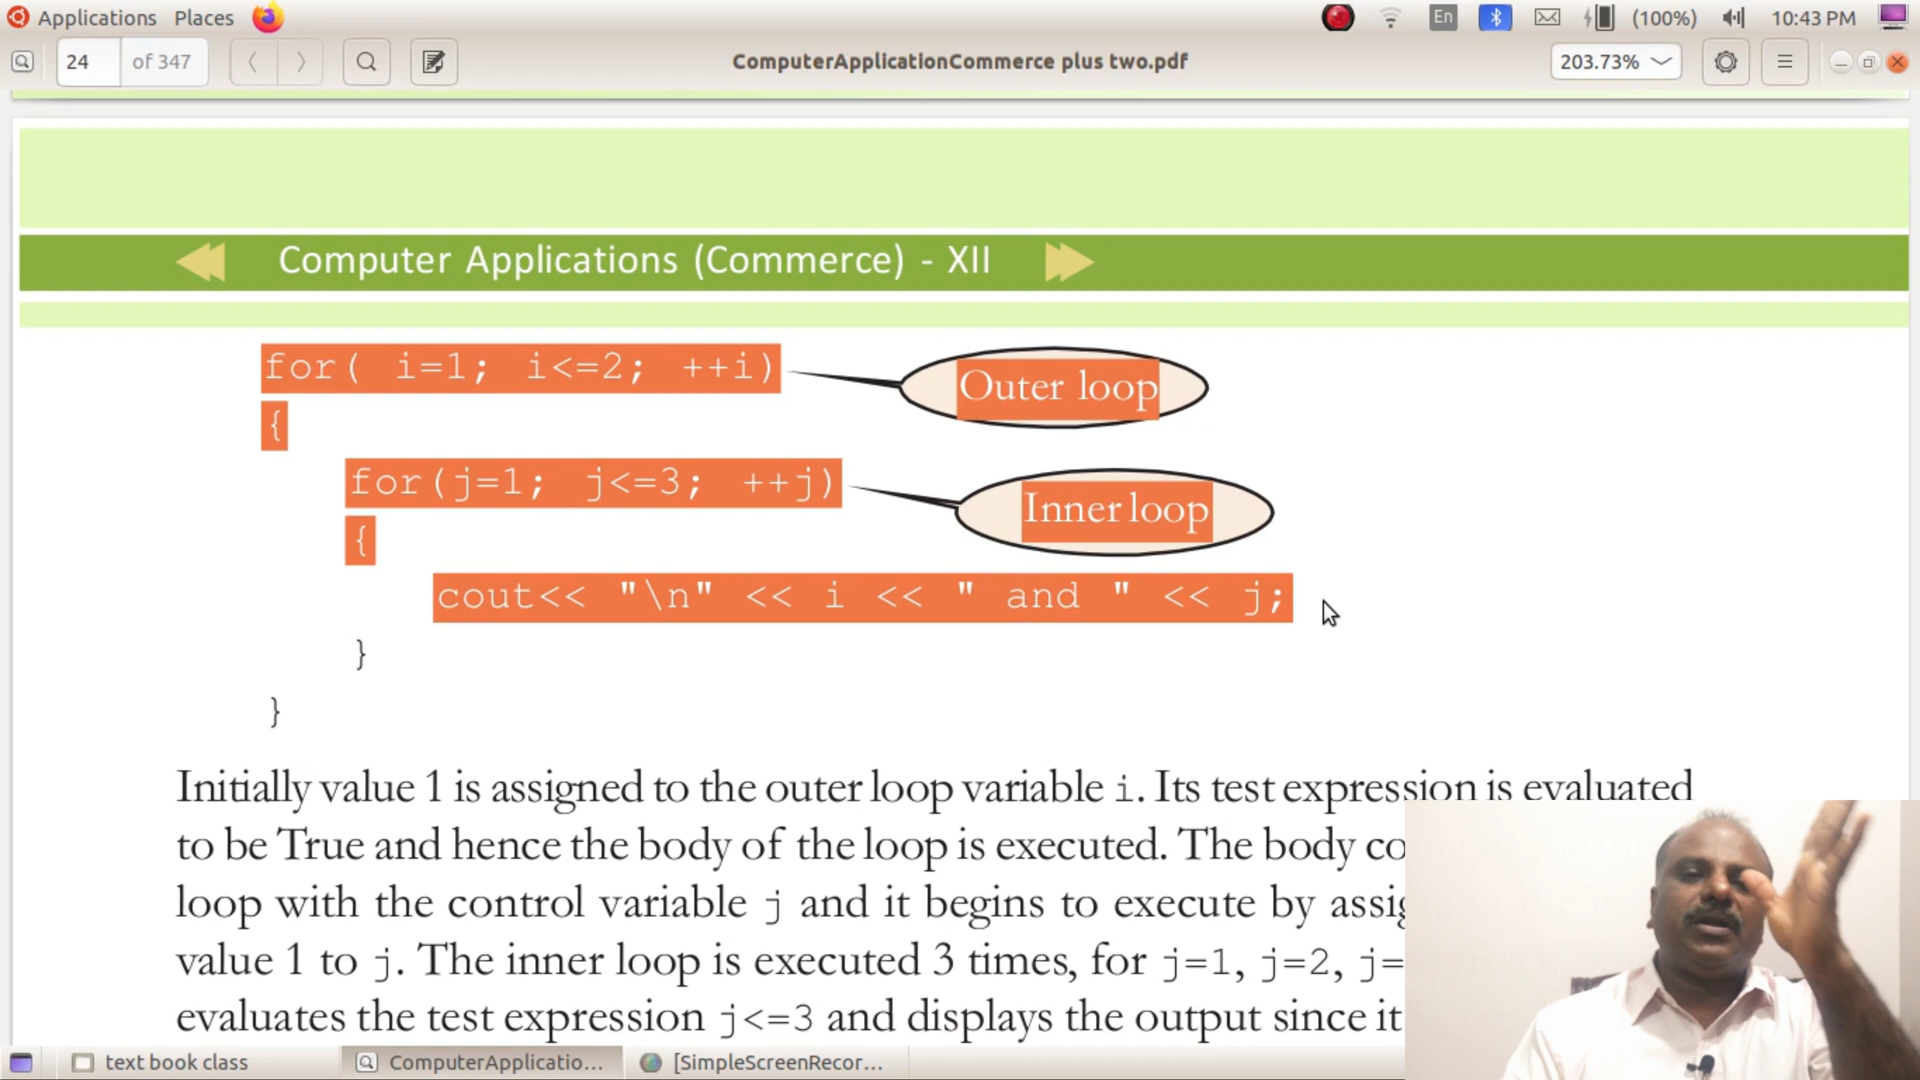 Applications Places En (100%) 10:43 PM
24 of 347 ComputerApplicationCommerce plus two.pdf 203.73%
Computer Applications (Commerce) - XII
for( i=1; i<=2; ++i)
Outer loop
{
for(j=1; j<=3; ++j)
Inner loop
{
cout<< "\n" << i << " and " << j;
}
}
Initially value 1 is assigned to the outer loop variable i. Its test expression is evaluated
to be True and hence the body of the loop is executed. The body co
loop with the control variable j and it begins to execute by assig
value 1 to j. The inner loop is executed 3 times, for j=1, j=2, j=
evaluates the test expression j<=3 and displays the output since it
text book class ComputerApplicatio... [SimpleScreenRecor...